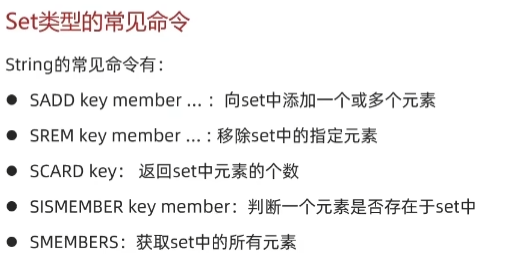 Set类型的常见命令
String的常见命令有：
● SADD key member ... ：向set中添加一个或多个元素
● SREM key member ... : 移除set中的指定元素
● SCARD key： 返回set中元素的个数
● SISMEMBER key member：判断一个元素是否存在于set中
● SMEMBERS：获取set中的所有元素